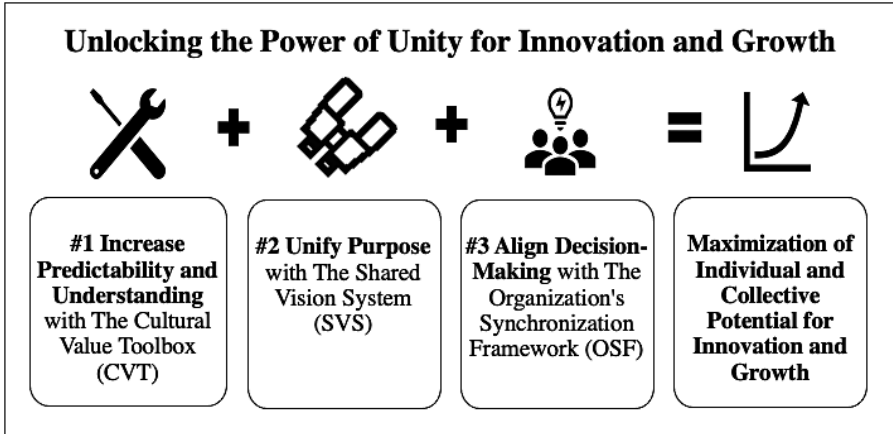 Unlocking the Power of Unity for Innovation and Growth
+ + =
#1 Increase
Predictability and
Understanding
with The Cultural
Value Toolbox
(CVT)
#2 Unify Purpose
with The Shared
Vision System
(SVS)
#3 Align Decision-
Making with The
Organization's
Synchronization
Framework (OSF)
Maximization of
Individual and
Collective
Potential for
Innovation and
Growth